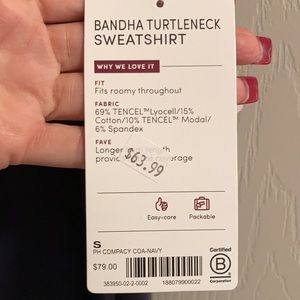 BANDHA TURTLENECK
SWEATSHIRT
WHY WE LOVE IT
FIT
Fits roomy throughout
FABRIC
69% TENCEL™Lyocell/15%
Cotton/10% TENCEL™ Modal/
6% Spandex
FAVE
Longer length
$63.99
coverage
Easy-care
Packable
S
PH COMPACY COA-NAVY
$79.00
383950-02-2-0002
188079900022
Certified
B
Corporation